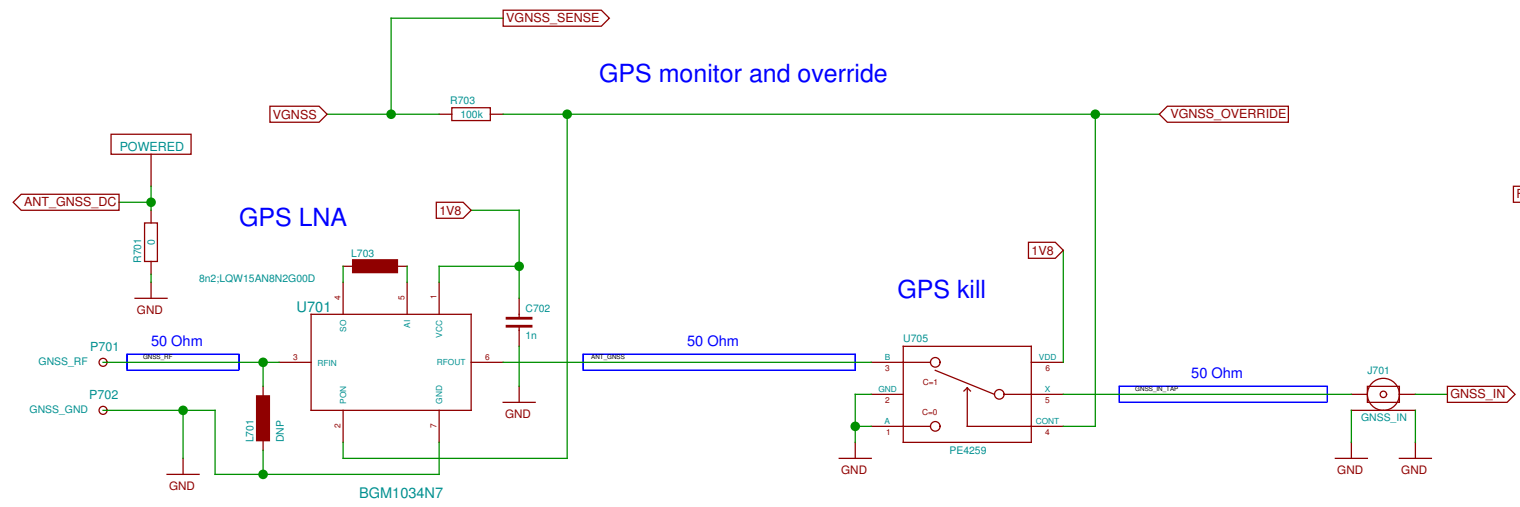 VGNSS_SENSE
GPS monitor and override
R703
VGNSS
100k
VGNSS_OVERRIDE
POWERED
ANT_GNSS_DC
GPS LNA
1V8
R701
0
L703
1V8
8n2;LQW15AN8N2G00D
GPS kill
GND
U701
4
5
1
C702
SO
AI
VCC
1n
U705
50 Ohm
50 Ohm
P701
GNSS_RF
GNSS_RF
3
RFIN
RFOUT
6
ANT_GNSS
B
3
VDD
6
J701
50 Ohm
P702
GNSS_GND
PON
GND
GND
2
C=1
X
5
GNSS_IN_TAP
GNSS_IN
GND
L701
DNP
2
7
A
1
C=0
CONT
4
GNSS_IN
GND
BGM1034N7
GND
PE4259
GND
GND